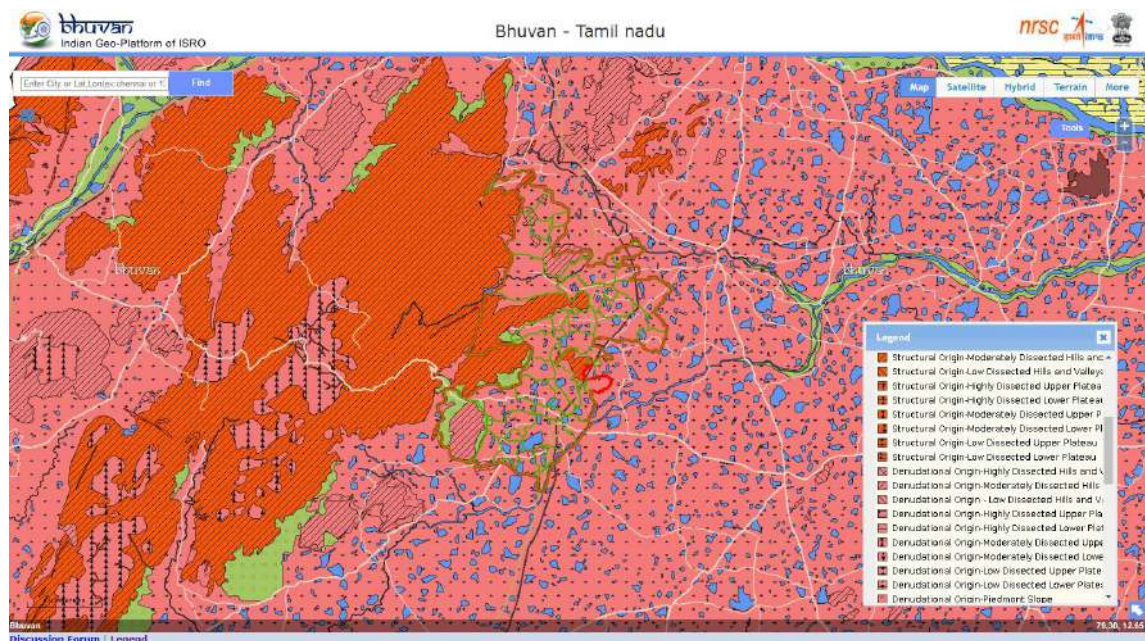 bhuvan
Indian Geo-Platform of ISRO
Bhuvan - Tamil nadu
nrsc
Find
Map Satellite Hybrid Terrain More
Tools
+
-
bhuvan
bhuvan
Legend
Structural Origin-Moderately Dissected Hills and
Structural Origin-Low Dissected Hills and Valleys
Structural Origin-Highly Dissected Upper Platea
Structural Origin-Highly Dissected Lower Plateau
Structural Origin-Moderately Dissected Upper P
Structural Origin-Moderately Dissected Lower Pl
Structural Origin-Low Dissected Upper Plateau
Structural Origin-Low Dissected Lower Plateau
Denudational Origin-Highly Dissected Hills and V
Denudational Origin-Moderately Dissected Hills
Denudational Origin - Low Dissected Hills and V
Denudational Origin-Highly Dissected Upper Pla
Denudational Origin-Highly Dissected Lower Plat
Denudational Origin-Moderately Dissected Uppe
Denudational Origin-Moderately Dissected Lowe
Denudational Origin-Low Dissected Upper Plate
Denudational Origin-Low Dissected Lower Plate
Denudational Origin-Piedmont Slope
Bhuvan
Discussion Forum | Legend